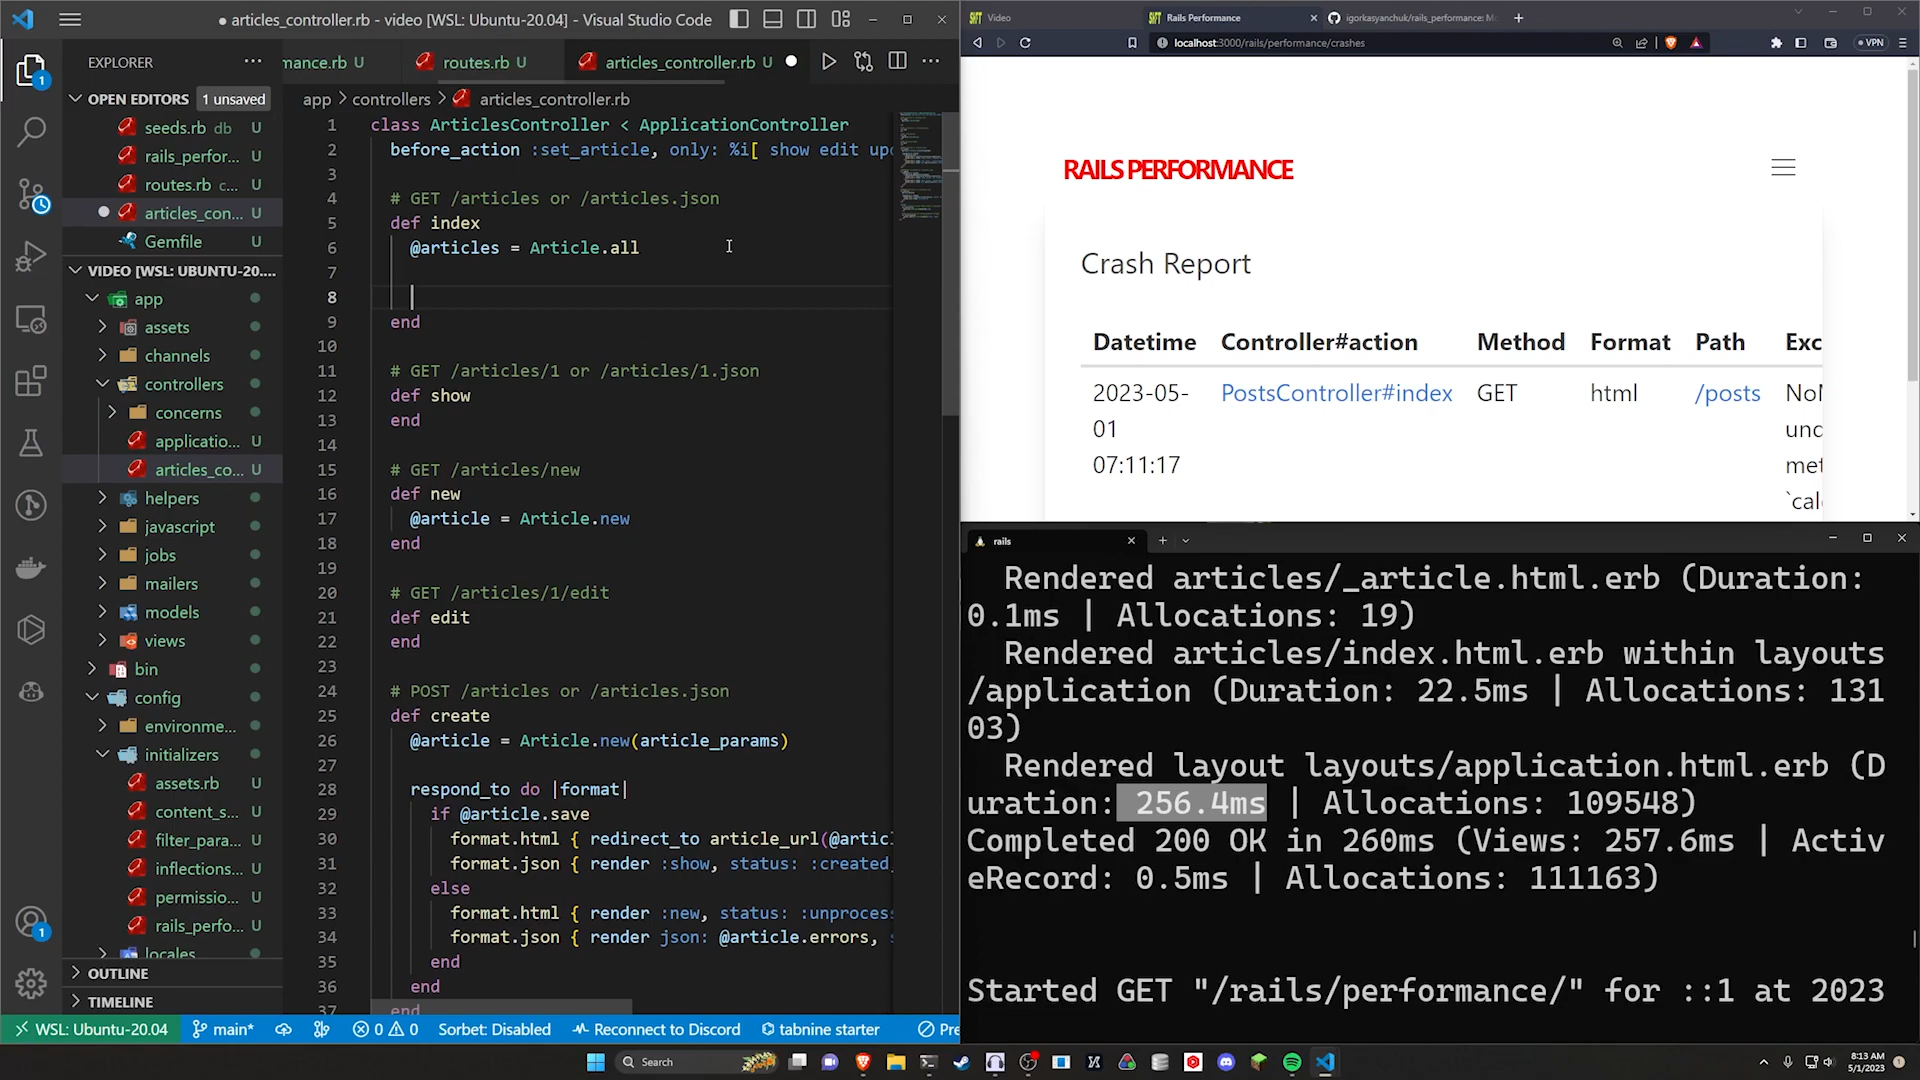 ● articles_controller.rb - video [WSL: Ubuntu-20.04] - Visual Studio Code
EXPLORER
OPEN EDITORS 1 unsaved
seeds.rb db U
rails_perfor... U
routes.rb c... U
articles_con... U
Gemfile U
VIDEO [WSL: UBUNTU-20....
app
assets
channels
controllers
concerns
applicatio... U
articles_co... U
helpers
javascript
jobs
mailers
models
views
bin
config
environme...
initializers
assets.rb U
content_s... U
filter_para... U
inflections... U
permissio... U
rails_perfo... U
locales
OUTLINE
TIMELINE
mance.rb U
routes.rb U
articles_controller.rb U
app > controllers > articles_controller.rb
1 class ArticlesController < ApplicationController
2 before_action :set_article, only: %i[ show edit upd
3
4 # GET /articles or /articles.json
5 def index
6 @articles = Article.all
7
8
9 end
10
11 # GET /articles/1 or /articles/1.json
12 def show
13 end
14
15 # GET /articles/new
16 def new
17 @article = Article.new
18 end
19
20 # GET /articles/1/edit
21 def edit
22 end
23
24 # POST /articles or /articles.json
25 def create
26 @article = Article.new(article_params)
27
28 respond_to do |format|
29 if @article.save
30 format.html { redirect_to article_url(@articl
31 format.json { render :show, status: :created,
32 else
33 format.html { render :new, status: :unproces
34 format.json { render json: @article.errors, s
35 end
36 end
37 end
WSL: Ubuntu-20.04 main* 0 0 Sorbet: Disabled Reconnect to Discord tabnine starter Pre
Video
Rails Performance
igorkasyanchuk/rails_performance: Mo
localhost:3000/rails/performance/crashes
VPN
RAILS PERFORMANCE
Crash Report
Datetime Controller#action Method Format Path Exc
2023-05-01 07:11:17 PostsController#index GET html /posts
und
met
`cal
rails
Rendered articles/_article.html.erb (Duration:
0.1ms | Allocations: 19)
Rendered articles/index.html.erb within layouts
/application (Duration: 22.5ms | Allocations: 131
03)
Rendered layout layouts/application.html.erb (D
uration: 256.4ms | Allocations: 109548)
Completed 200 OK in 260ms (Views: 257.6ms | Activ
eRecord: 0.5ms | Allocations: 111163)
Started GET "/rails/performance/" for ::1 at 2023
Search
8:13 AM
5/1/2023